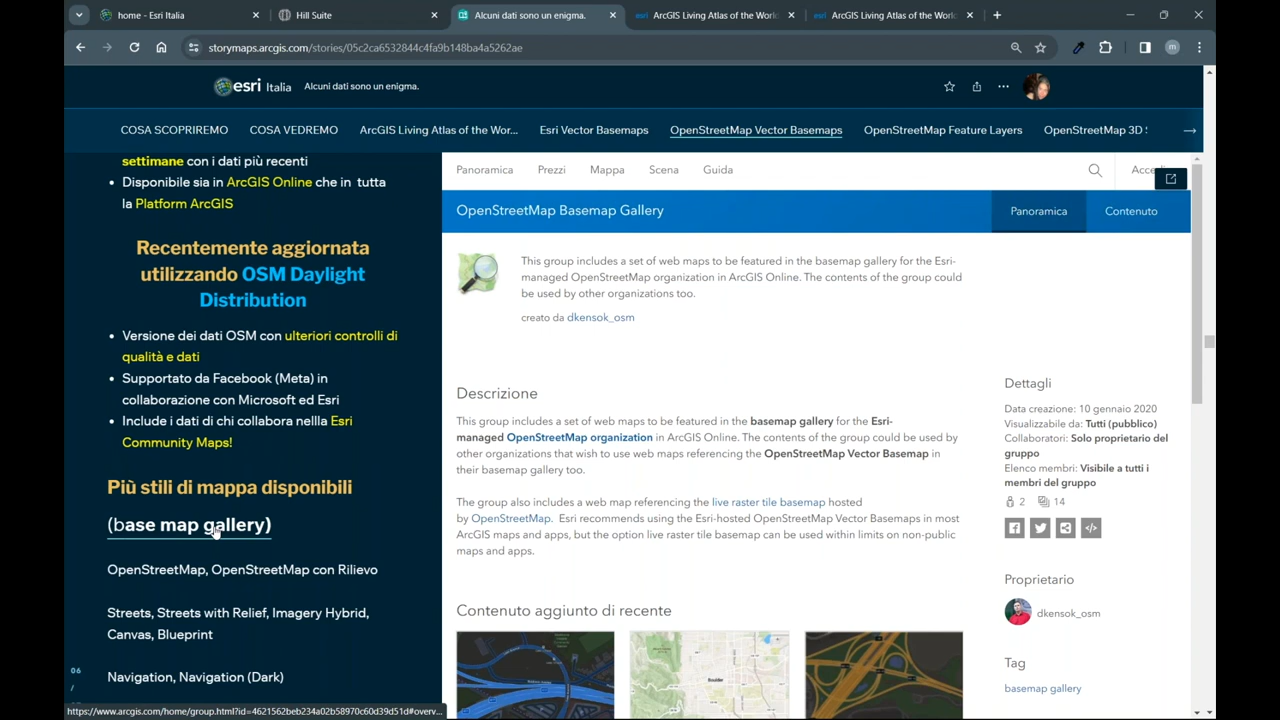 home - Esri Italia
Hill Suite
Alcuni dati sono un enigma.
ArcGIS Living Atlas of the World
ArcGIS Living Atlas of the World
storymaps.arcgis.com/stories/05c2ca6532844c4fa9b148ba4a5262ae
m
esri Italia
Alcuni dati sono un enigma.
COSA SCOPRIREMO
COSA VEDREMO
ArcGIS Living Atlas of the Wor...
Esri Vector Basemaps
OpenStreetMap Vector Basemaps
OpenStreetMap Feature Layers
OpenStreetMap 3D
settimane con i dati più recenti
Disponibile sia in ArcGIS Online che in tutta
la Platform ArcGIS
Recentemente aggiornata
utilizzando OSM Daylight
Distribution
Versione dei dati OSM con ulteriori controlli di
qualità e dati
Supportato da Facebook (Meta) in
collaborazione con Microsoft ed Esri
Include i dati di chi collabora nellla Esri
Community Maps!
Più stili di mappa disponibili
(base map gallery)
OpenStreetMap, OpenStreetMap con Rilievo
Streets, Streets with Relief, Imagery Hybrid,
Canvas, Blueprint
Navigation, Navigation (Dark)
06
/
https://www.arcgis.com/home/group.html?id=4621562beb234a02b58970c60d39d51d#overv...
Panoramica
Prezzi
Mappa
Scena
Guida
Acce
OpenStreetMap Basemap Gallery
Panoramica
Contenuto
This group includes a set of web maps to be featured in the basemap gallery for the Esri-
managed OpenStreetMap organization in ArcGIS Online. The contents of the group could
be used by other organizations too.
creato da dkensok_osm
Descrizione
This group includes a set of web maps to be featured in the basemap gallery for the Esri-
managed OpenStreetMap organization in ArcGIS Online. The contents of the group could be used by
other organizations that wish to use web maps referencing the OpenStreetMap Vector Basemap in
their basemap gallery too.
The group also includes a web map referencing the live raster tile basemap hosted
by OpenStreetMap. Esri recommends using the Esri-hosted OpenStreetMap Vector Basemaps in most
ArcGIS maps and apps, but the option live raster tile basemap can be used within limits on non-public
maps and apps.
Contenuto aggiunto di recente
Boulder
Dettagli
Data creazione: 10 gennaio 2020
Visualizzabile da: Tutti (pubblico)
Collaboratori: Solo proprietario del
gruppo
Elenco membri: Visibile a tutti i
membri del gruppo
2
14
Proprietario
dkensok_osm
Tag
basemap gallery